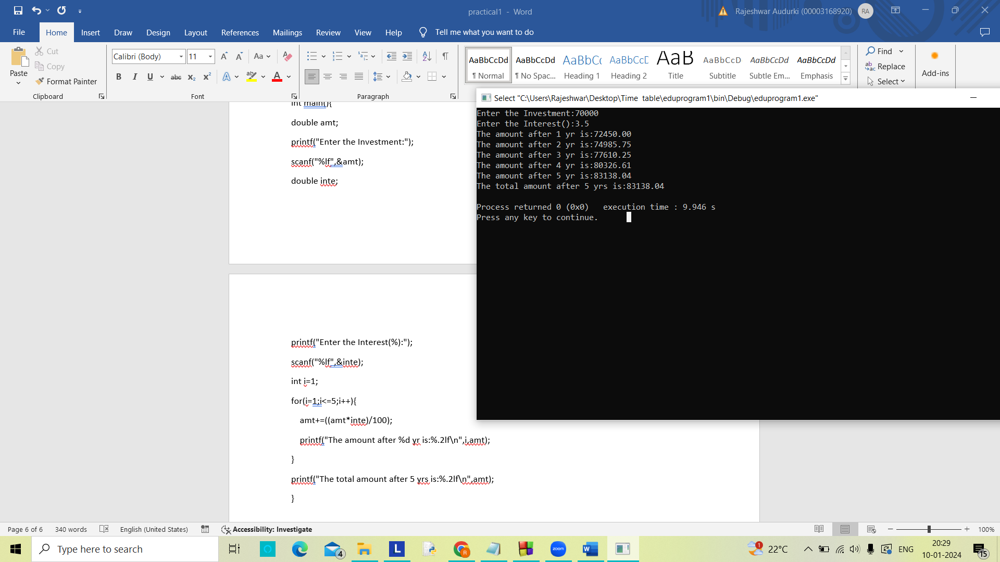 practical1 - Word
Rajeshwar Audurki (00003168920)
RA
File
Home
Insert
Draw
Design
Layout
References
Mailings
Review
View
Help
Tell me what you want to do
Paste
Cut
Copy
Format Painter
Clipboard
Calibri (Body)
11
Font
Paragraph
AaBbCcDd
¶ Normal
AaBbCcDd
¶ No Spac...
AaBbCc
Heading 1
AaBbCcE
Heading 2
AaB
Title
AaBbCcD
Subtitle
AaBbCcDd
Subtle Em...
AaBbCcDd
Emphasis
Find
Replace
Select
Add-ins
int main(){
double amt;
printf("Enter the Investment:");
scanf("%lf",&amt);
double inte;
printf("Enter the Interest(%):");
scanf("%lf",&inte);
int i=1;
for(i=1;i<=5;i++){
amt+=((amt*inte)/100);
printf("The amount after %d yr is:%.2lf\n",i,amt);
}
printf("The total amount after 5 yrs is:%.2lf\n",amt);
}
Select "C:\Users\Rajeshwar\Desktop\Time table\eduprogram1\bin\Debug\eduprogram1.exe"
Enter the Investment:70000
Enter the Interest():3.5
The amount after 1 yr is:72450.00
The amount after 2 yr is:74985.75
The amount after 3 yr is:77610.25
The amount after 4 yr is:80326.61
The amount after 5 yr is:83138.04
The total amount after 5 yrs is:83138.04
Process returned 0 (0x0)   execution time : 9.946 s
Press any key to continue.
Page 6 of 6
340 words
English (United States)
Accessibility: Investigate
100%
Type here to search
4
L
R
zoom
W
1
22°C
ENG
20:29
10-01-2024
15